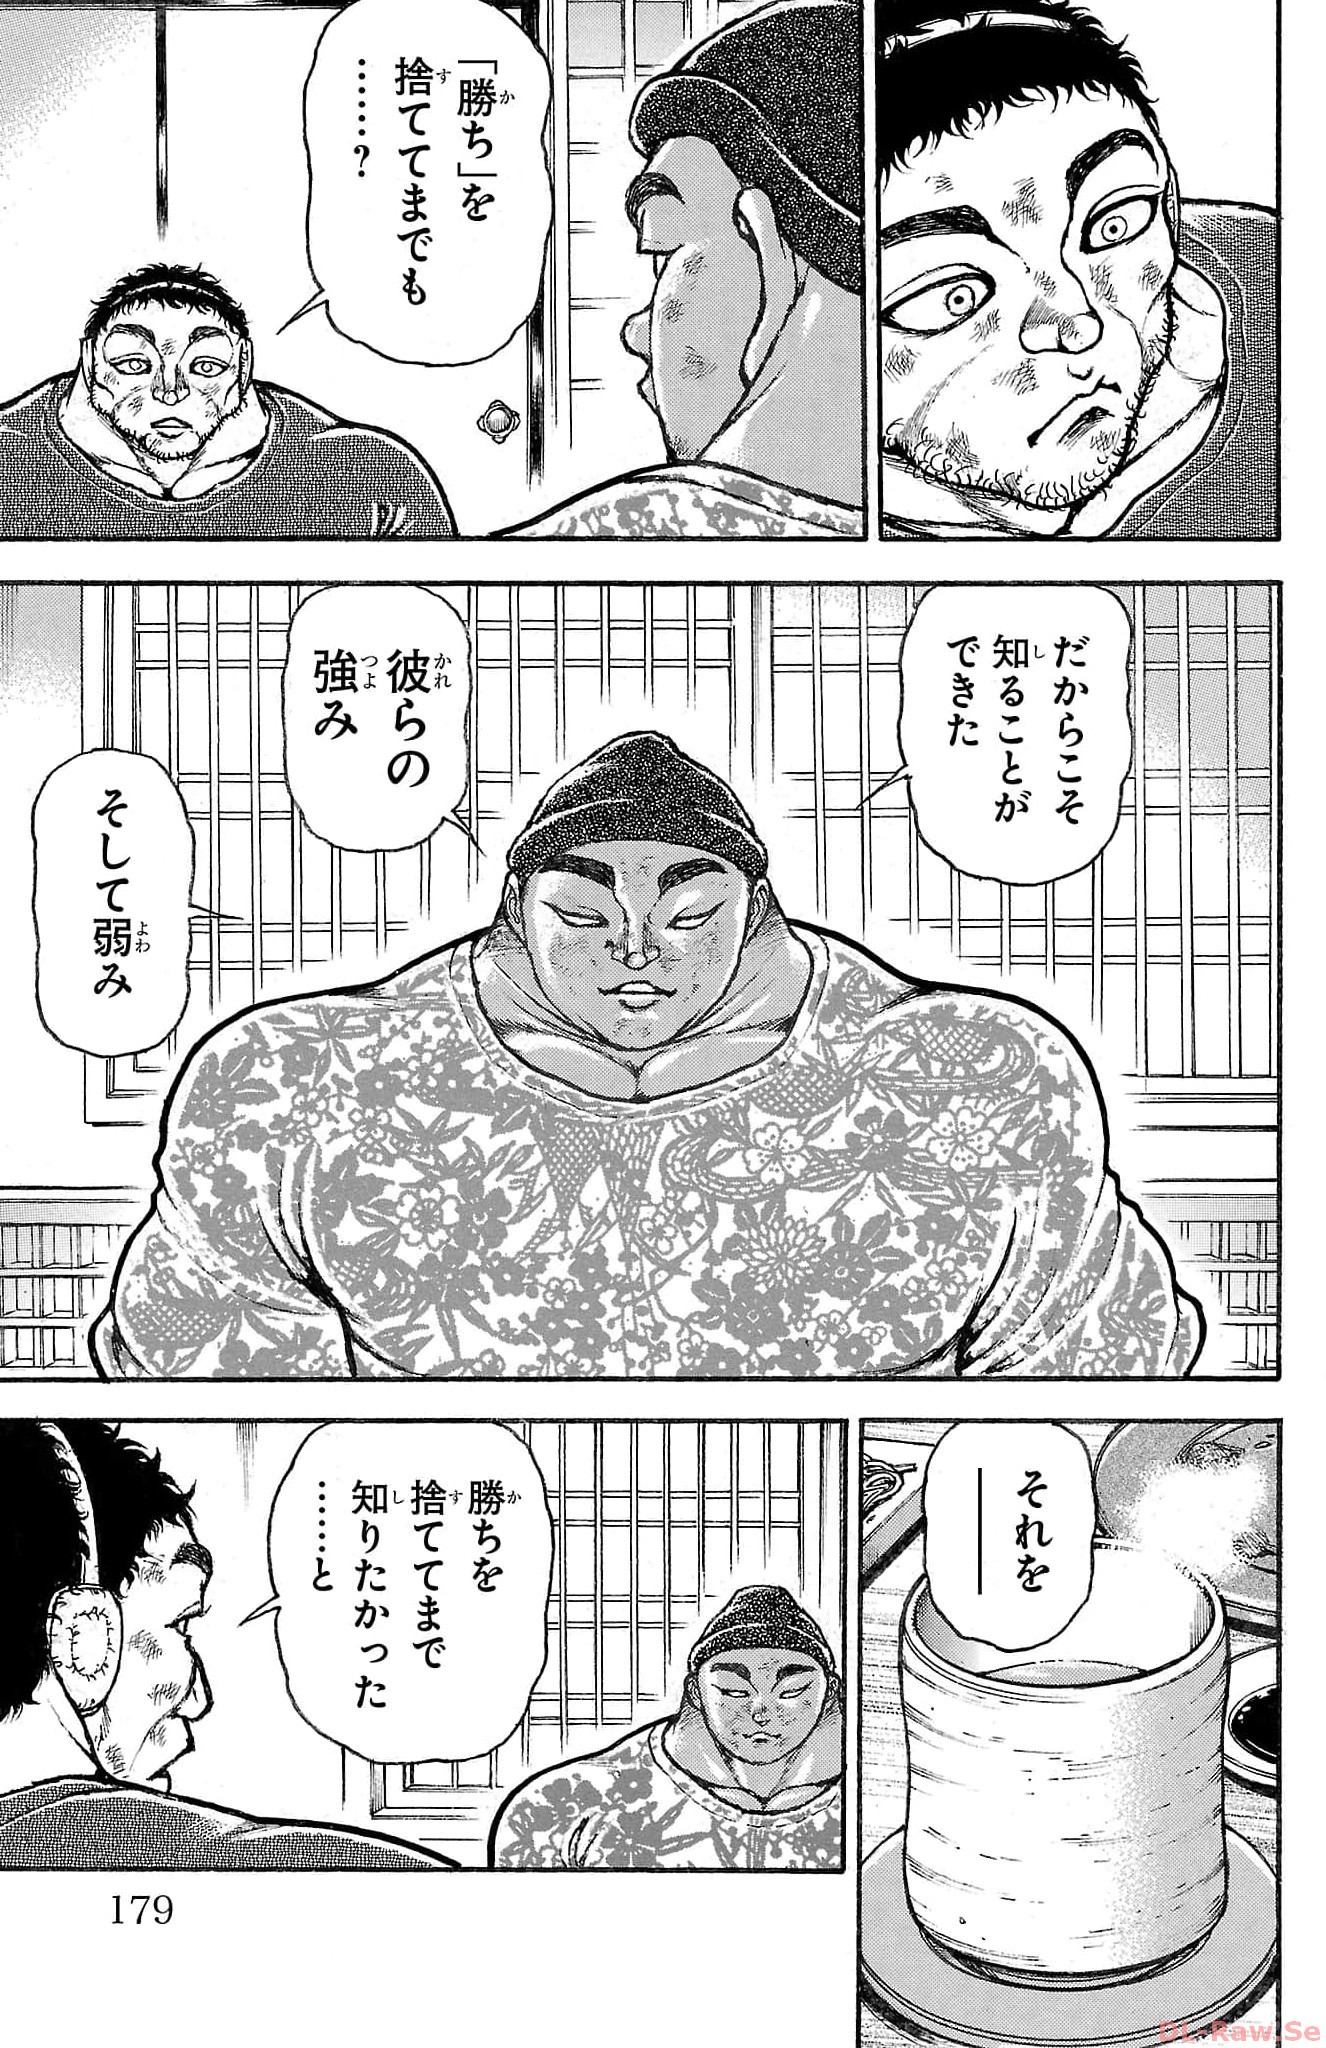 「勝ち」を
捨ててまでも
……？
だからこそ
知ることが
できた
彼らの
強み
そして弱み
それを
――
勝ちを
捨ててまで
知りたかった
……と
179
DL-Raw.Se